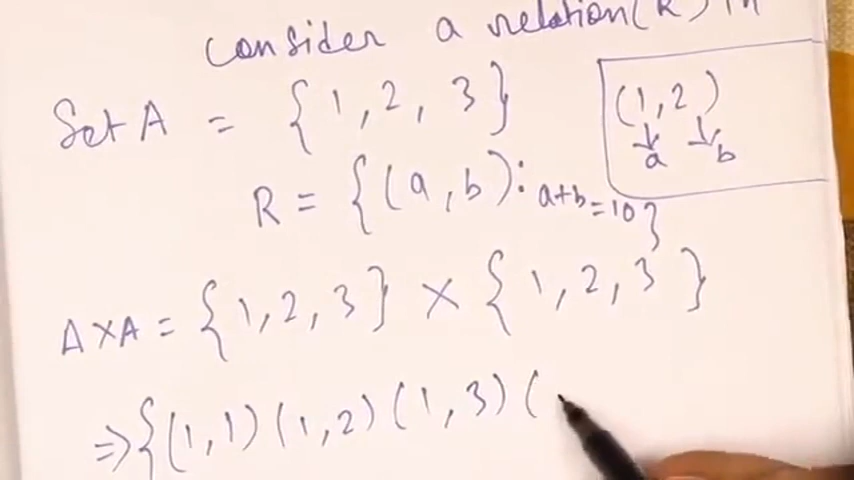 consider a relation(R) in
Set A = { 1 , 2 , 3 }
(1,2)
a b
R = { (a , b) : a+b=10 }
A×A = { 1, 2, 3 } × { 1, 2, 3 }
⇒ { (1,1) (1,2) (1,3) (